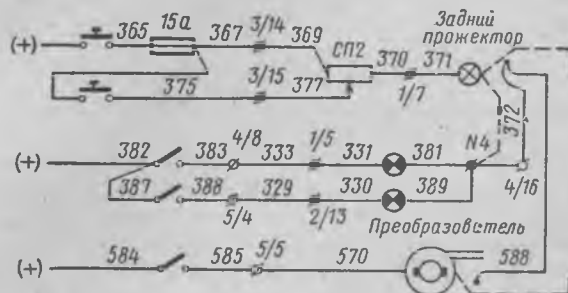 Задний
прожектор
(+) 365 15а 367 3/14 369 СП2 370 371
1/7
375 3/15 377
372
(+) 382 383 4/8 333 1/5 331 381 N4
4/16
387 388 329 330 389
5/4 2/13
Преобразователь
(+) 584 585 5/5 570 588